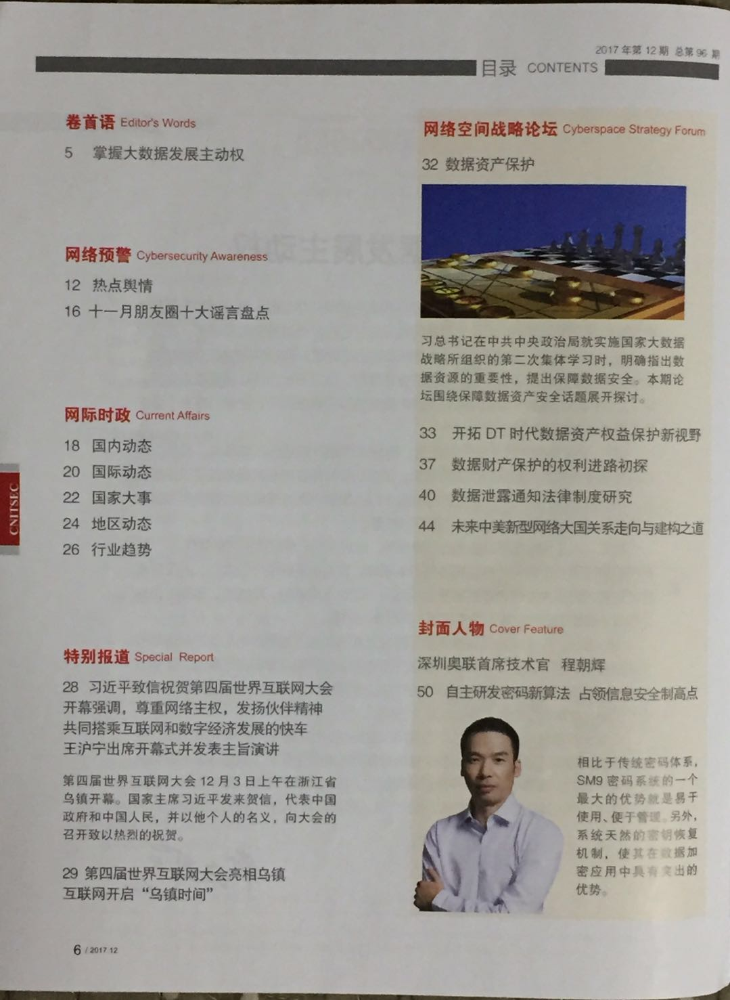 2017 年第 12 期 总第 96 期
目录 CONTENTS
卷首语 Editor's Words
5 掌握大数据发展主动权
网络预警 Cybersecurity Awareness
12 热点舆情
16 十一月朋友圈十大谣言盘点
网际时政 Current Affairs
18 国内动态
20 国际动态
22 国家大事
24 地区动态
26 行业趋势
CNITSEC
特别报道 Special Report
28 习近平致信祝贺第四届世界互联网大会
开幕强调，尊重网络主权，发扬伙伴精神
共同搭乘互联网和数字经济发展的快车
王沪宁出席开幕式并发表主旨演讲
第四届世界互联网大会 12 月 3 日上午在浙江省
乌镇开幕。国家主席习近平发来贺信，代表中国
政府和中国人民，并以他个人的名义，向大会的
召开致以热烈的祝贺。
29 第四届世界互联网大会亮相乌镇
互联网开启“乌镇时间”
6 / 2017 12
网络空间战略论坛 Cyberspace Strategy Forum
32 数据资产保护
习总书记在中共中央政治局就实施国家大数据
战略所组织的第二次集体学习时，明确指出数
据资源的重要性，提出保障数据安全。本期论
坛围绕保障数据资产安全话题展开探讨。
33 开拓 DT 时代数据资产权益保护新视野
37 数据财产保护的权利进路初探
40 数据泄露通知法律制度研究
44 未来中美新型网络大国关系走向与建构之道
封面人物 Cover Feature
深圳奥联首席技术官 程朝辉
50 自主研发密码新算法 占领信息安全制高点
相比于传统密码体系，
SM9 密码系统的一个
最大的优势就是易于
使用、便于管理。另外，
系统天然的密钥恢复
机制，使其在数据加
密应用中具有突出的
优势。